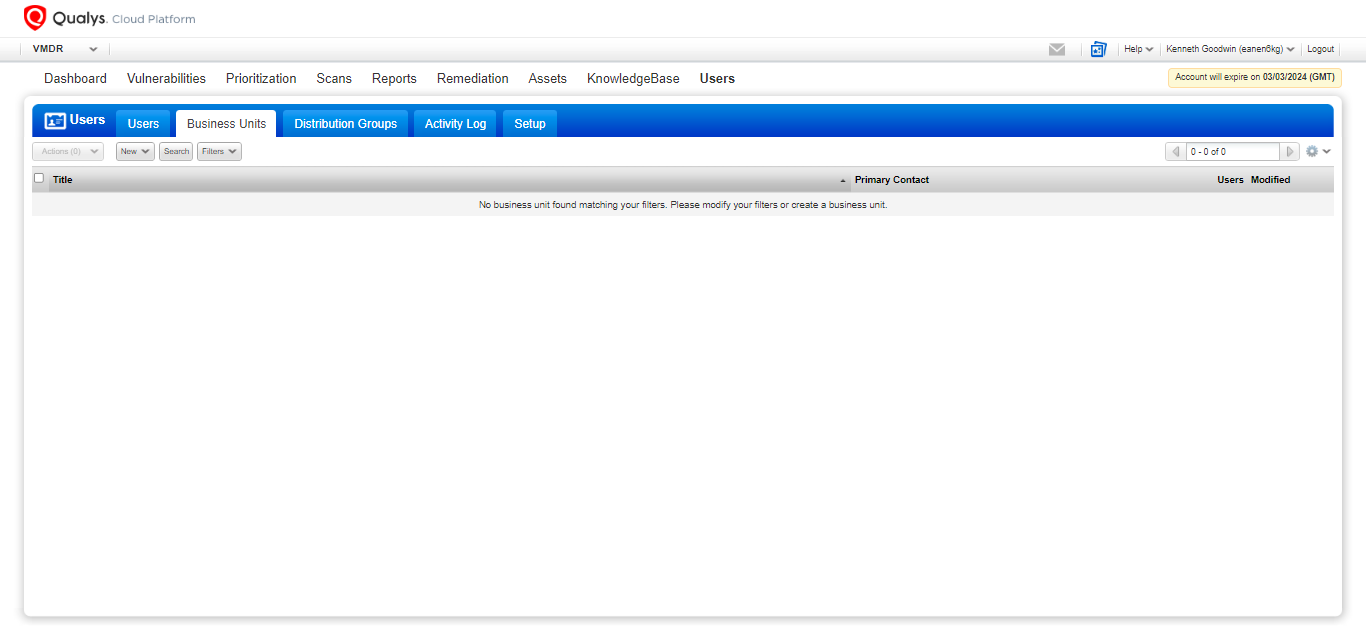 Qualys. Cloud Platform
VMDR
Help Kenneth Goodwin (eanen6kg) Logout
Dashboard Vulnerabilities Prioritization Scans Reports Remediation Assets KnowledgeBase Users
Account will expire on 03/03/2024 (GMT)
Users Users Business Units Distribution Groups Activity Log Setup
Actions (0) New Search Filters 0 - 0 of 0
Title Primary Contact Users Modified
No business unit found matching your filters. Please modify your filters or create a business unit.